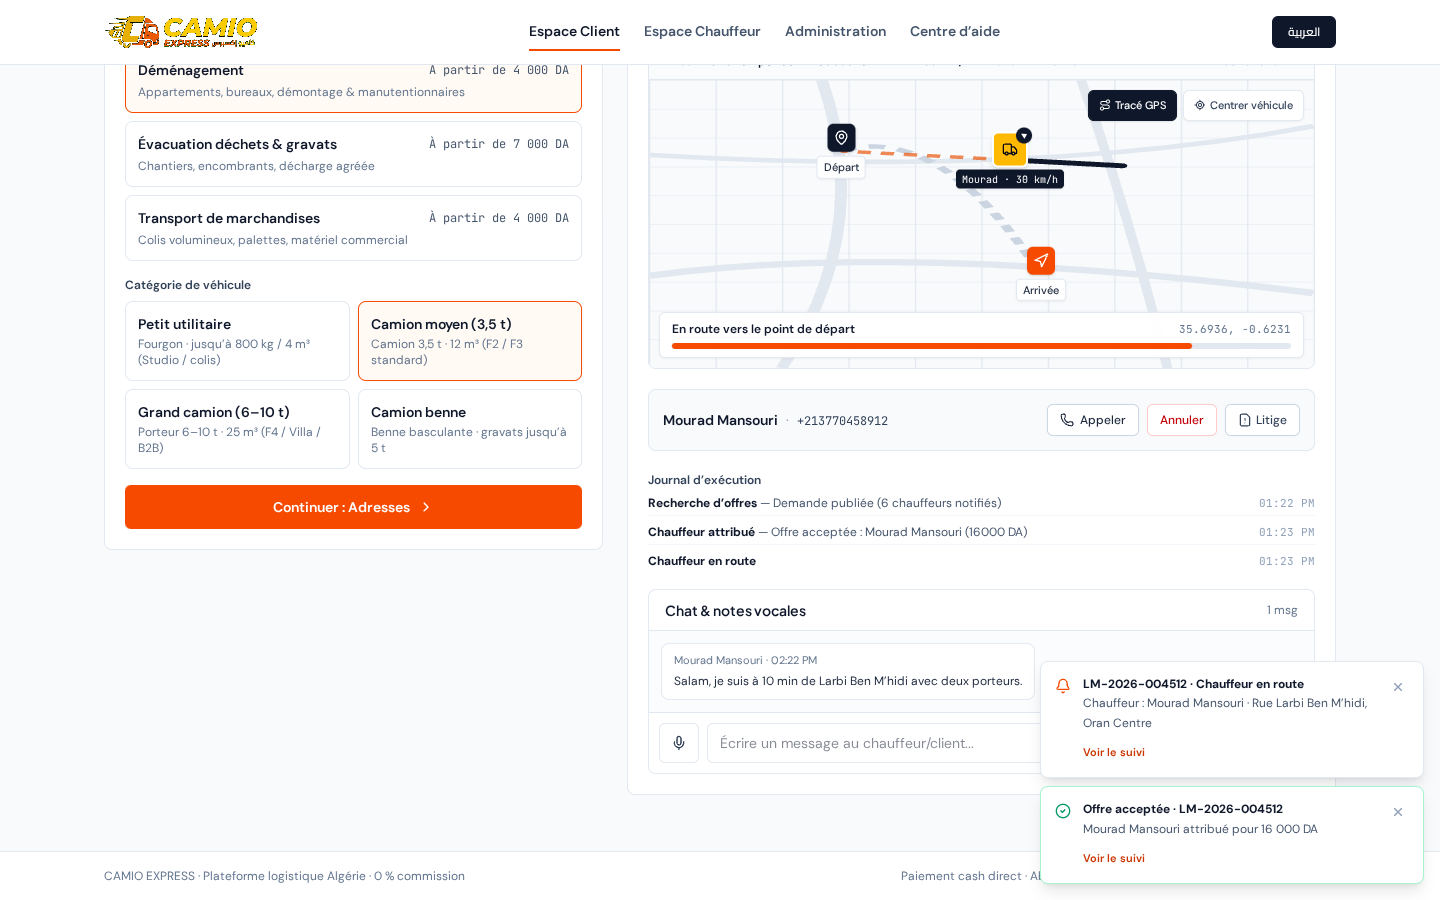 CAMIO
EXPRESS
Espace Client
Espace Chauffeur
Administration
Centre d’aide
العربية
Déménagement
À partir de 4 000 DA
Appartements, bureaux, démontage & manutentionnaires
Évacuation déchets & gravats
À partir de 7 000 DA
Chantiers, encombrants, décharge agréée
Transport de marchandises
À partir de 4 000 DA
Colis volumineux, palettes, matériel commercial
Catégorie de véhicule
Petit utilitaire
Fourgon · jusqu’à 800 kg / 4 m³
(Studio / colis)
Camion moyen (3,5 t)
Camion 3,5 t · 12 m³ (F2 / F3
standard)
Grand camion (6–10 t)
Porteur 6–10 t · 25 m³ (F4 / Villa /
B2B)
Camion benne
Benne basculante · gravats jusqu’à
5 t
Continuer : Adresses
Tracé GPS
Centrer véhicule
Départ
Mourad · 30 km/h
Arrivée
En route vers le point de départ
35.6936, -0.6231
Mourad Mansouri · +213770458912
Appeler
Annuler
Litige
Journal d’exécution
Recherche d’offres — Demande publiée (6 chauffeurs notifiés)
01:22 PM
Chauffeur attribué — Offre acceptée : Mourad Mansouri (16000 DA)
01:23 PM
Chauffeur en route
01:23 PM
Chat & notes vocales
1 msg
Mourad Mansouri · 02:22 PM
Salam, je suis à 10 min de Larbi Ben M’hidi avec deux porteurs.
Écrire un message au chauffeur/client...
LM-2026-004512 · Chauffeur en route
Chauffeur : Mourad Mansouri · Rue Larbi Ben M’hidi,
Oran Centre
Voir le suivi
Offre acceptée · LM-2026-004512
Mourad Mansouri attribué pour 16 000 DA
Voir le suivi
CAMIO EXPRESS · Plateforme logistique Algérie · 0 % commission
Paiement cash direct ·